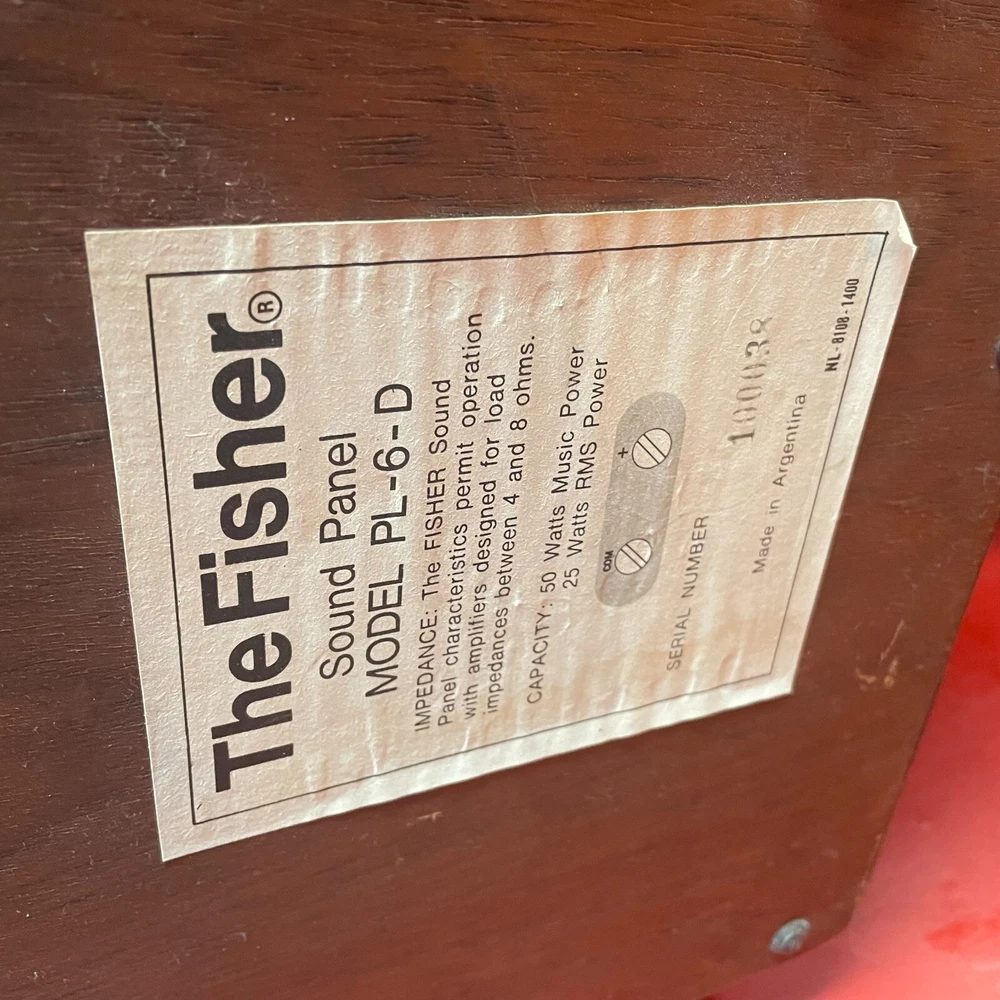 The Fisher®
Sound Panel
MODEL PL-6-D
IMPEDANCE: The FISHER Sound
Panel characteristics permit operation
with amplifiers designed for load
impedances between 4 and 8 ohms.
CAPACITY: 50 Watts Music Power
25 Watts RMS Power
COM +
SERIAL NUMBER 100038
Made in Argentina
NL-8108-1400